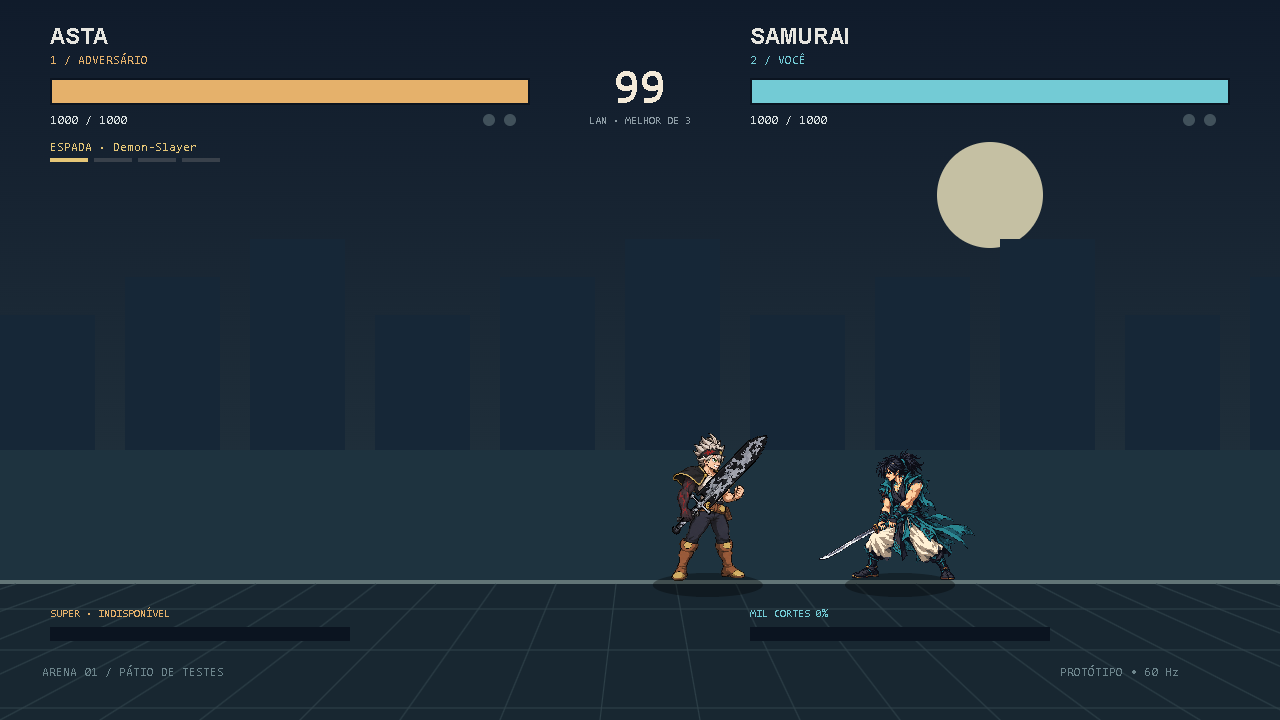 ASTA
1 / ADVERSÁRIO
1000 / 1000
ESPADA · Demon-Slayer
99
LAN · MELHOR DE 3
SAMURAI
2 / VOCÊ
1000 / 1000
SUPER · INDISPONÍVEL
MIL CORTES 0%
ARENA 01 / PÁTIO DE TESTES
PROTÓTIPO • 60 Hz